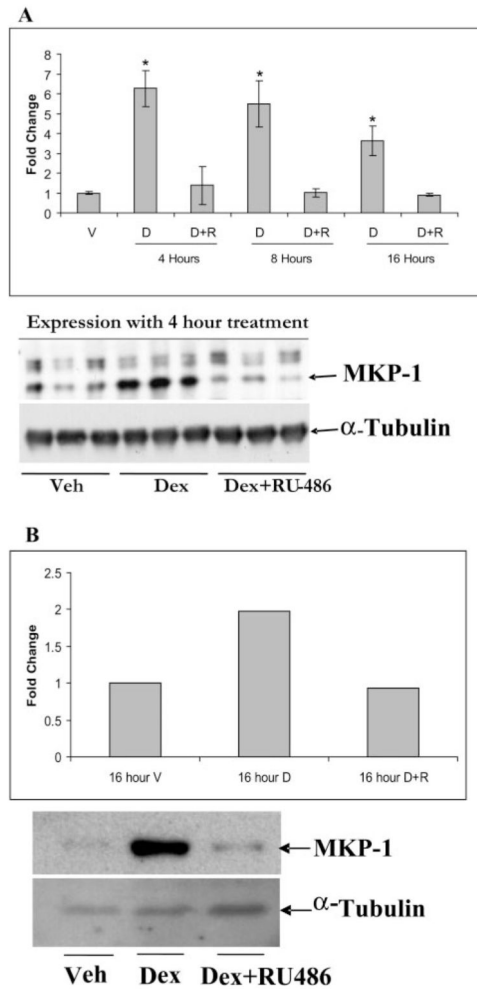 A
Fold Change
8
7
6
5
4
3
2
1
0
*
*
*
V D D+R D D+R D D+R
4 Hours 8 Hours 16 Hours
Expression with 4 hour treatment
MKP-1
α-Tubulin
Veh Dex Dex+RU-486
B
Fold Change
2.5
2
1.5
1
0.5
0
16 hour V 16 hour D 16 hour D+R
MKP-1
α-Tubulin
Veh Dex Dex+RU486